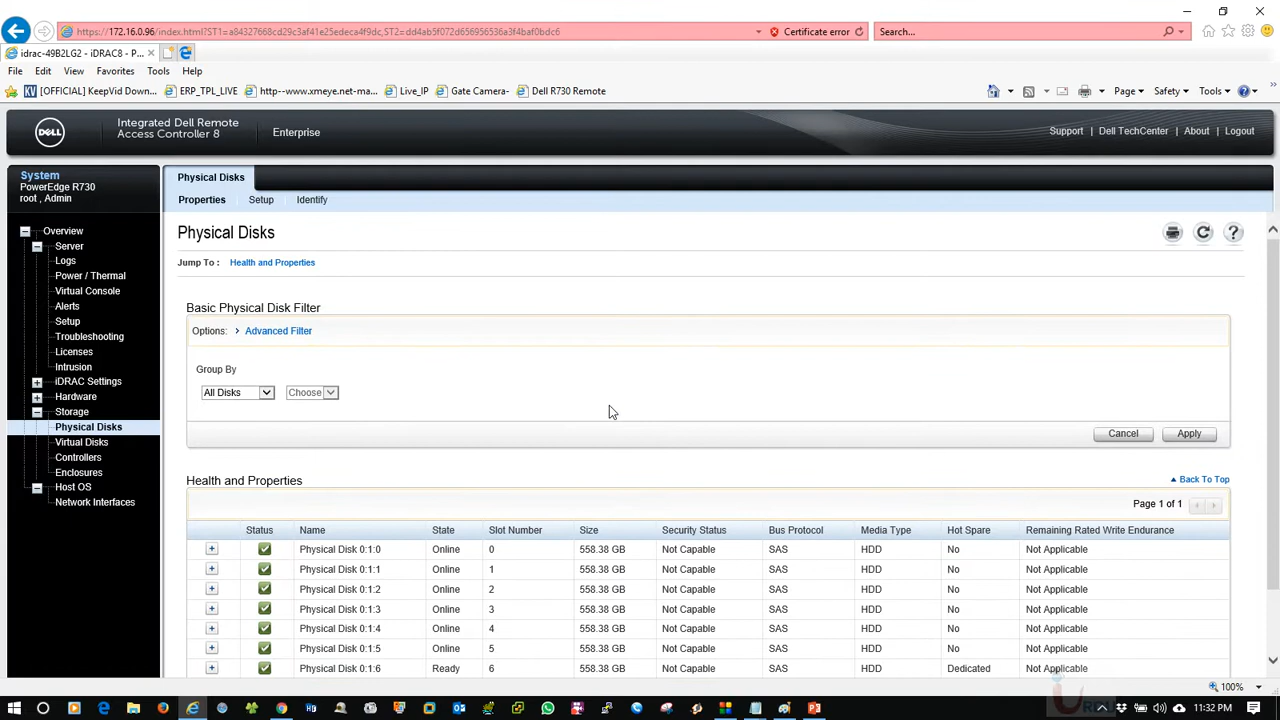 https://172.16.0.96/index.html?ST1=a84327668cd29c3af41e25edeca4f9dc,ST2=dd4ab5f072d656956536a3f4baf0bdc6
Certificate error
Search...
idrac-49B2LG2 - iDRAC8 - P...
File Edit View Favorites Tools Help
[OFFICIAL] KeepVid Down...
ERP_TPL_LIVE
http--www.xmeye.net-ma...
Live_IP
Gate Camera-
Dell R730 Remote
Page
Safety
Tools
DELL
Integrated Dell Remote
Access Controller 8
Enterprise
Support
Dell TechCenter
About
Logout
System
PowerEdge R730
root , Admin
Overview
Server
Logs
Power / Thermal
Virtual Console
Alerts
Setup
Troubleshooting
Licenses
Intrusion
iDRAC Settings
Hardware
Storage
Physical Disks
Virtual Disks
Controllers
Enclosures
Host OS
Network Interfaces
Physical Disks
Properties Setup Identify
Physical Disks
Jump To : Health and Properties
Basic Physical Disk Filter
Options: Advanced Filter
Group By
All Disks Choose
Cancel Apply
Health and Properties
Back To Top
Page 1 of 1
Status Name State Slot Number Size Security Status Bus Protocol Media Type Hot Spare Remaining Rated Write Endurance
Physical Disk 0:1:0 Online 0 558.38 GB Not Capable SAS HDD No Not Applicable
Physical Disk 0:1:1 Online 1 558.38 GB Not Capable SAS HDD No Not Applicable
Physical Disk 0:1:2 Online 2 558.38 GB Not Capable SAS HDD No Not Applicable
Physical Disk 0:1:3 Online 3 558.38 GB Not Capable SAS HDD No Not Applicable
Physical Disk 0:1:4 Online 4 558.38 GB Not Capable SAS HDD No Not Applicable
Physical Disk 0:1:5 Online 5 558.38 GB Not Capable SAS HDD No Not Applicable
Physical Disk 0:1:6 Ready 6 558.38 GB Not Capable SAS HDD Dedicated Not Applicable
100%
11:32 PM